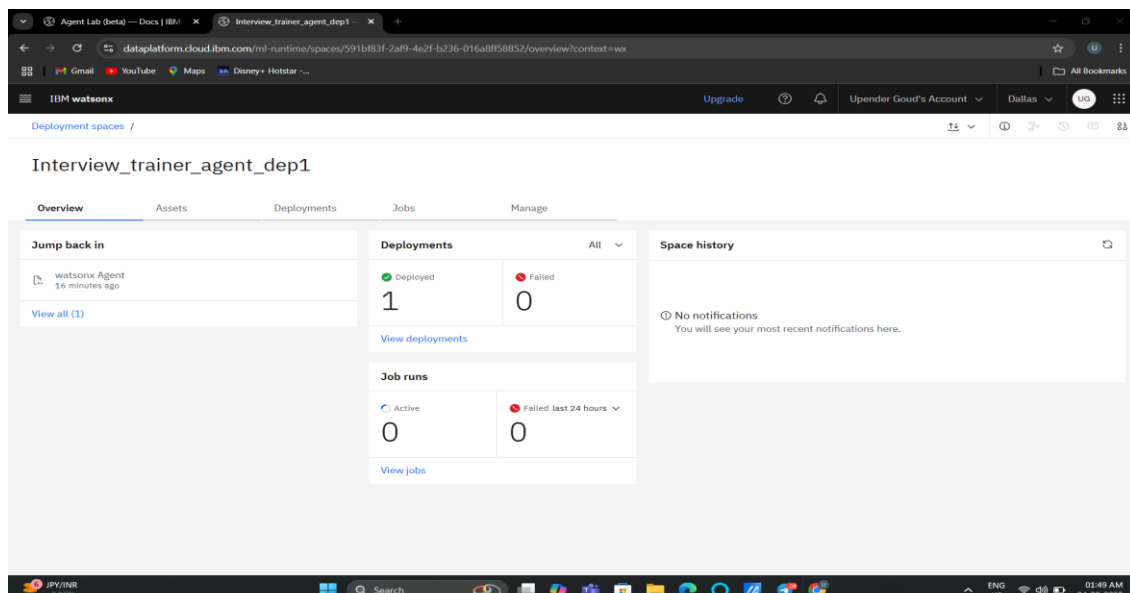 Agent Lab (beta) — Docs | IBM
Interview_trainer_agent_dep1 –
dataplatform.cloud.ibm.com/ml-runtime/spaces/591bf83f-2af9-4e2f-b236-016a8ff58852/overview?context=wx
U
Gmail YouTube Maps Disney+ Hotstar -... All Bookmarks
IBM watsonx Upgrade Upender Goud's Account Dallas UG
Deployment spaces /
Interview_trainer_agent_dep1
Overview Assets Deployments Jobs Manage
Jump back in
watsonx Agent
16 minutes ago
View all (1)
Deployments All
Deployed Failed
1 0
View deployments
Job runs
Active Failed last 24 hours
0 0
View jobs
Space history
No notifications
You will see your most recent notifications here.
6 JPY/INR
Search
ENG
01:49 AM